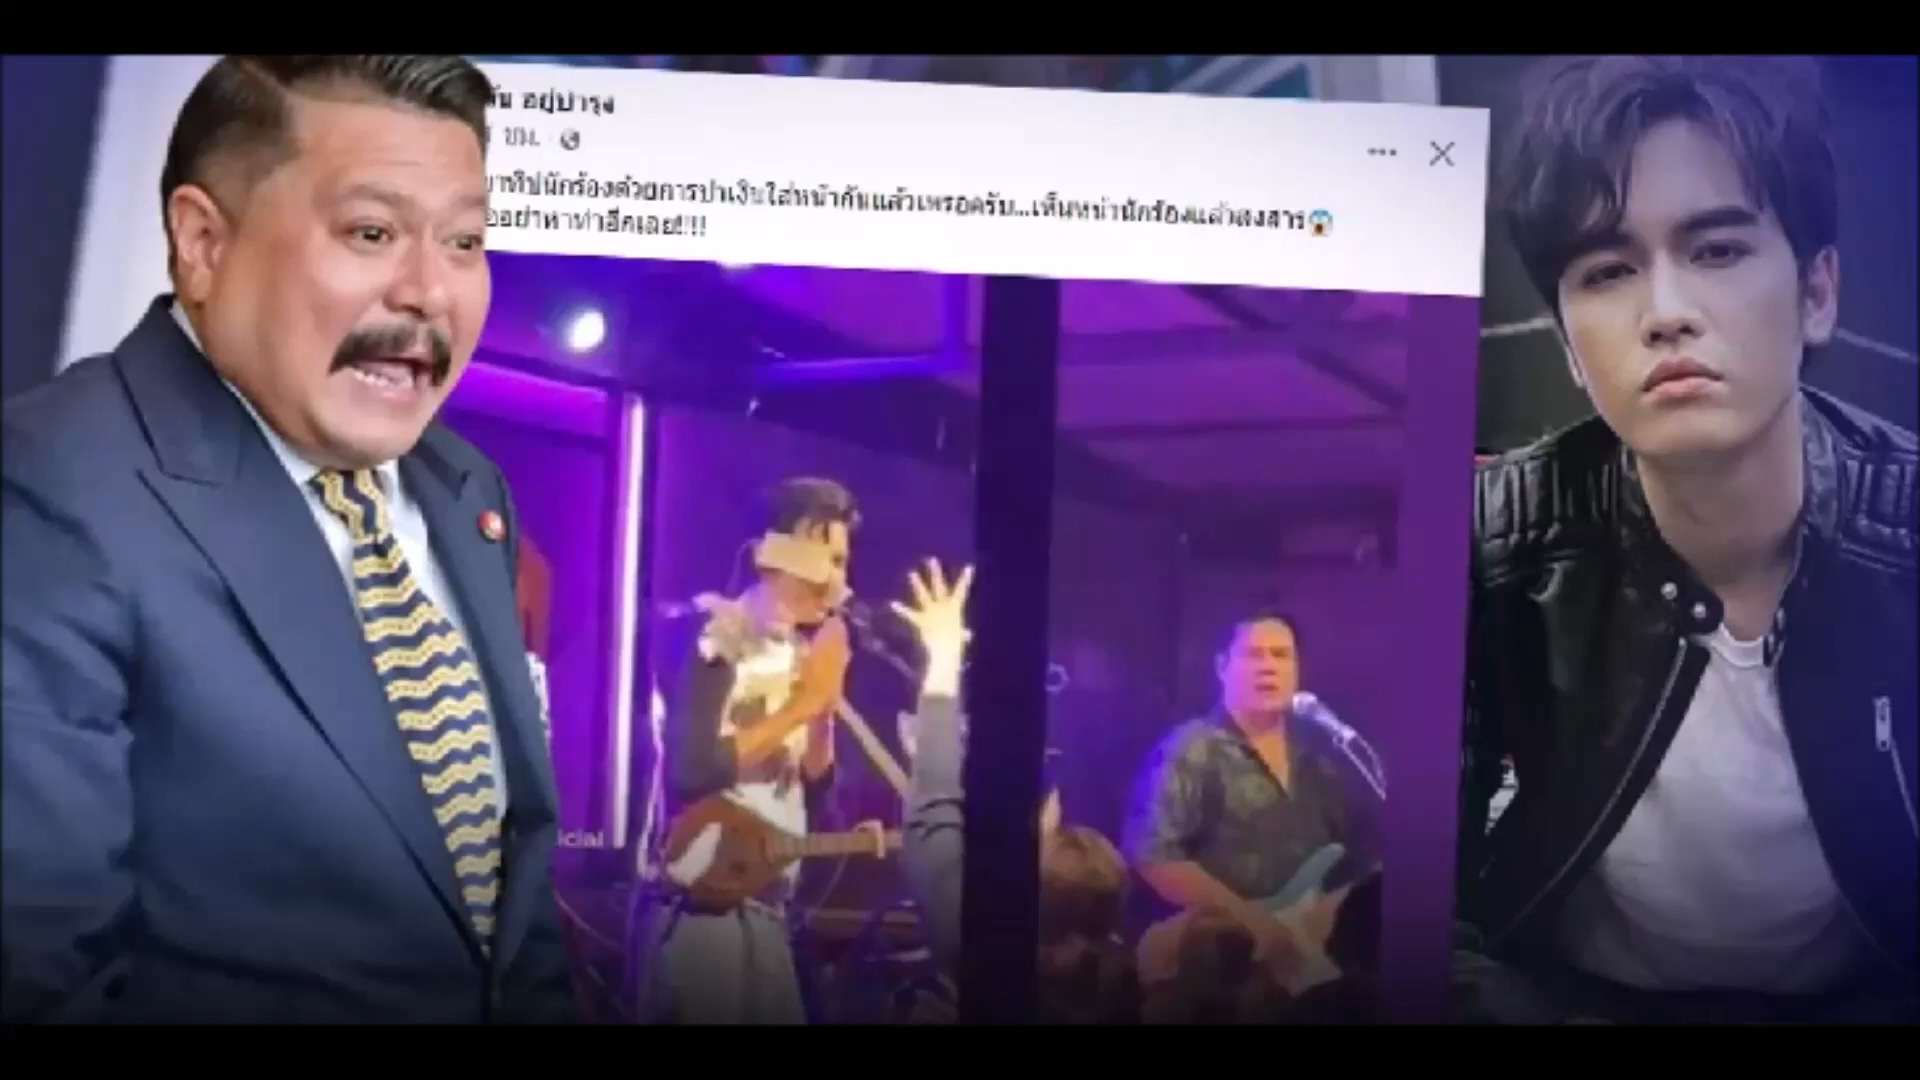 อยู่บำรุง
ชม.
ทิปนักร้องด้วยการปาเงินใส่หน้ากันแล้วเหรอครับ...เห็นหน้านักร้องแล้วสงสาร😱
อย่าหาทำอีกเลย!!!!
icial